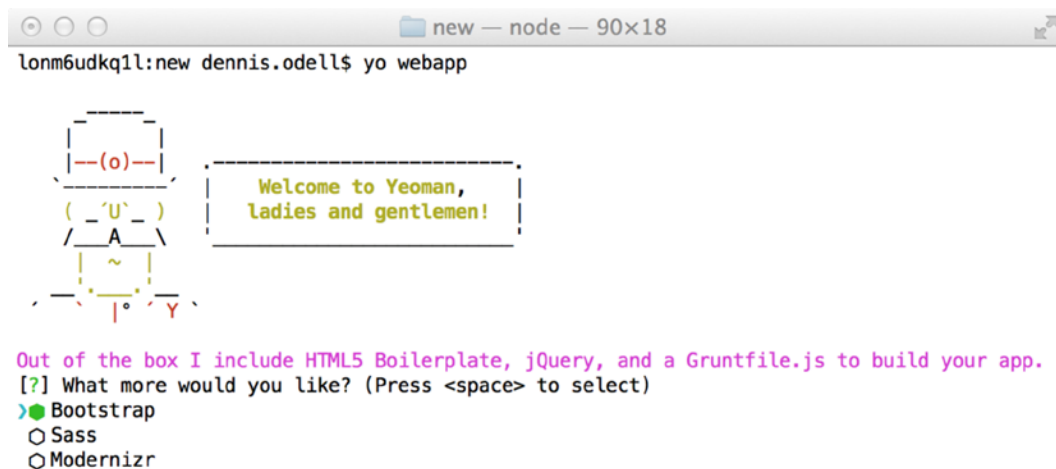 new — node — 90×18
lonm6udkq1l:new dennis.odell$ yo webapp
Welcome to Yeoman,
ladies and gentlemen!
Out of the box I include HTML5 Boilerplate, jQuery, and a Gruntfile.js to build your app.
[?] What more would you like? (Press <space> to select)
❯⬢ Bootstrap
⬡ Sass
⬡ Modernizr